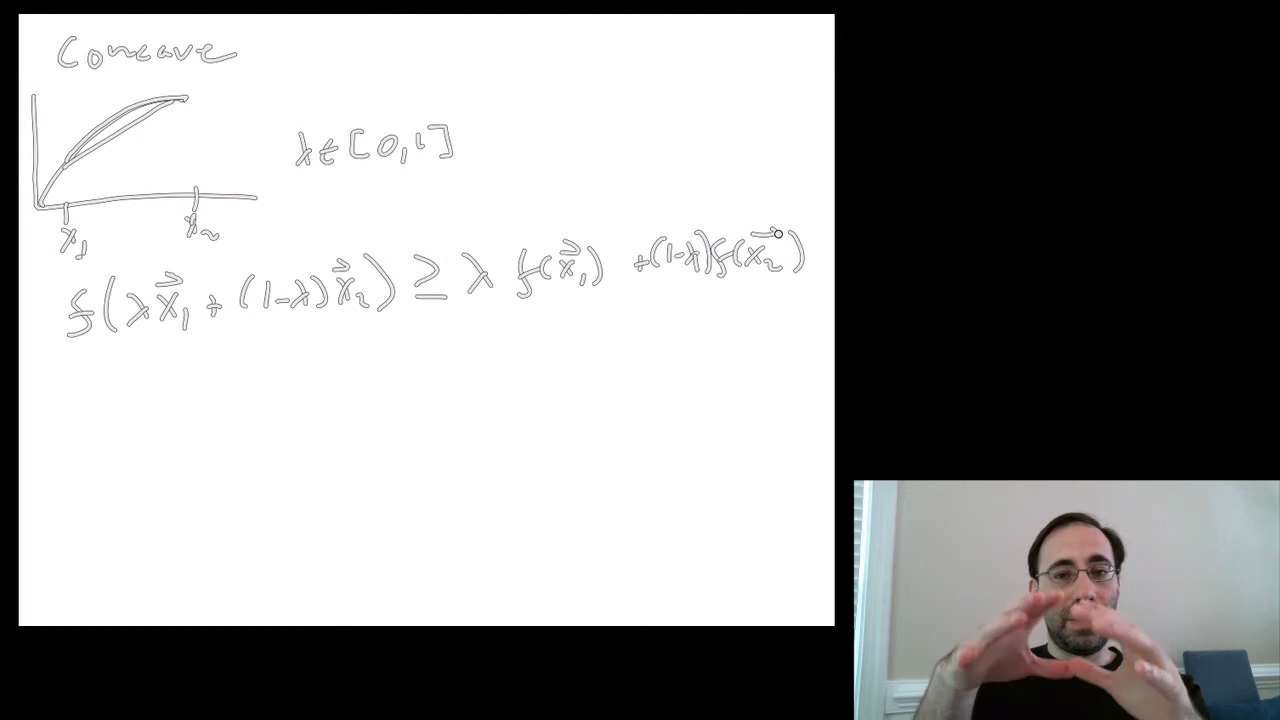 Concave
λ ∈ [0,1]
x₁ x₂
f(λx⃗₁ + (1-λ)x⃗₂) ≥ λ f(x⃗₁) + (1-λ)f(x⃗₂)